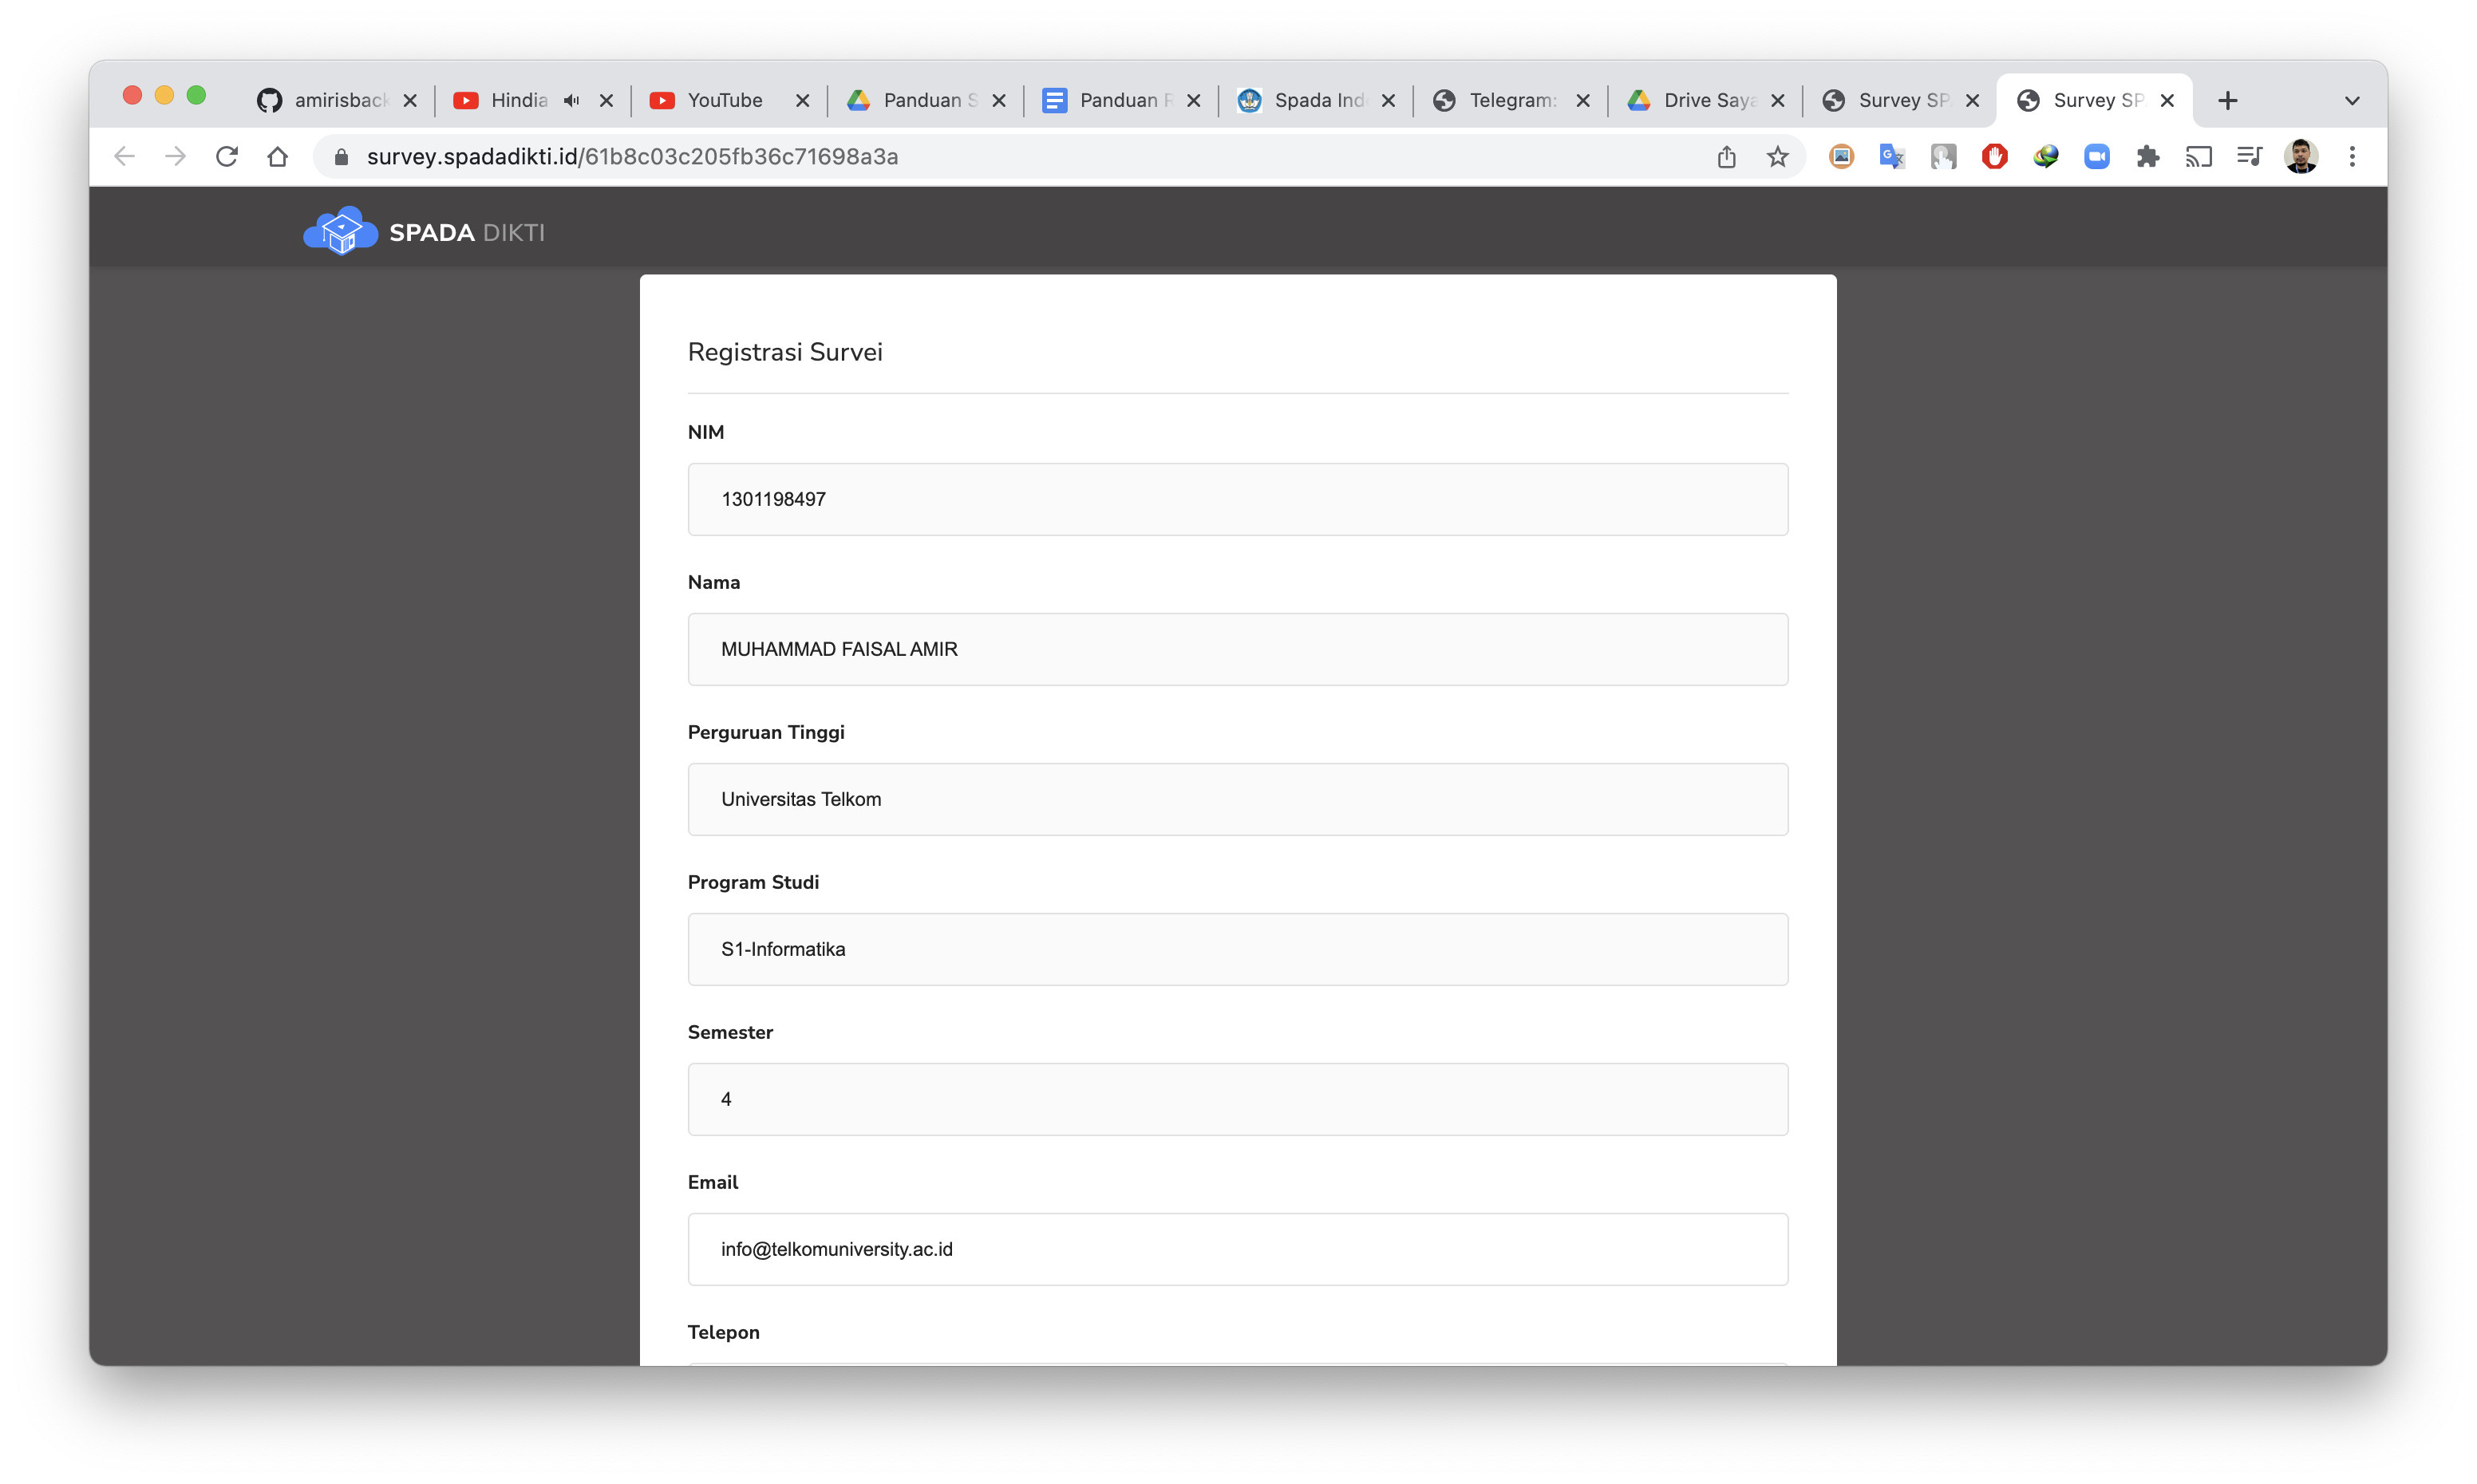 amirisback
Hindia
YouTube
Panduan S
Panduan
Spada Ind
Telegram:
Drive Saya
Survey SP
Survey SP
survey.spadadikti.id/61b8c03c205fb36c71698a3a
SPADA DIKTI
Registrasi Survei
NIM
1301198497
Nama
MUHAMMAD FAISAL AMIR
Perguruan Tinggi
Universitas Telkom
Program Studi
S1-Informatika
Semester
4
Email
info@telkomuniversity.ac.id
Telepon